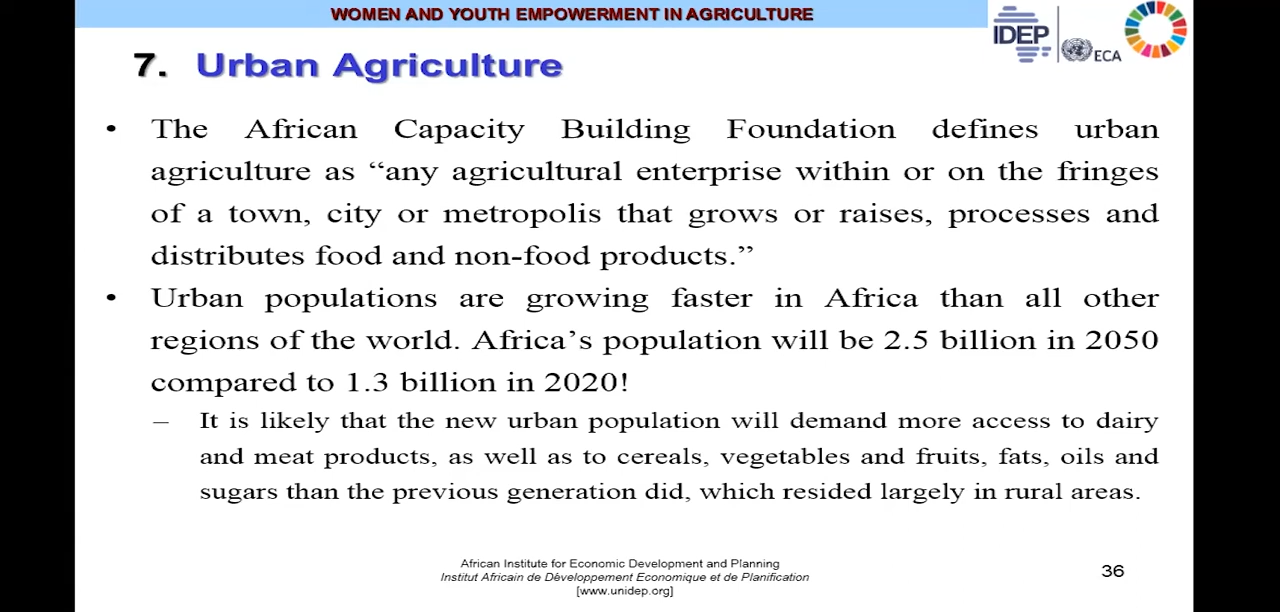 WOMEN AND YOUTH EMPOWERMENT IN AGRICULTURE
IDEP
ECA
7. Urban Agriculture
• The African Capacity Building Foundation defines urban
agriculture as “any agricultural enterprise within or on the fringes
of a town, city or metropolis that grows or raises, processes and
distributes food and non-food products.”
• Urban populations are growing faster in Africa than all other
regions of the world. Africa’s population will be 2.5 billion in 2050
compared to 1.3 billion in 2020!
– It is likely that the new urban population will demand more access to dairy
and meat products, as well as to cereals, vegetables and fruits, fats, oils and
sugars than the previous generation did, which resided largely in rural areas.
African Institute for Economic Development and Planning
Institut Africain de Développement Economique et de Planification
[www.unidep.org]
36